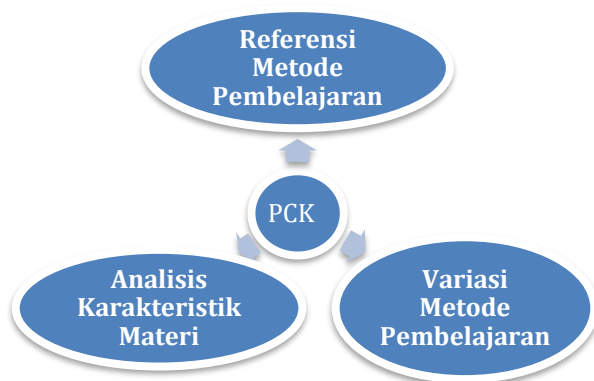 Referensi
Metode
Pembelajaran
PCK
Analisis
Karakteristik
Materi
Variasi
Metode
Pembelajaran